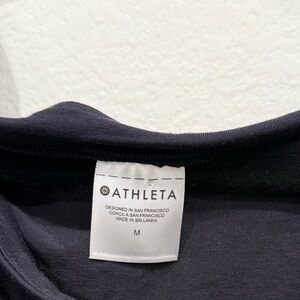 ATHLETA
DESIGNED IN SAN FRANCISCO
CONÇU A SAN FRANCISCO
MADE IN SRI LANKA
M